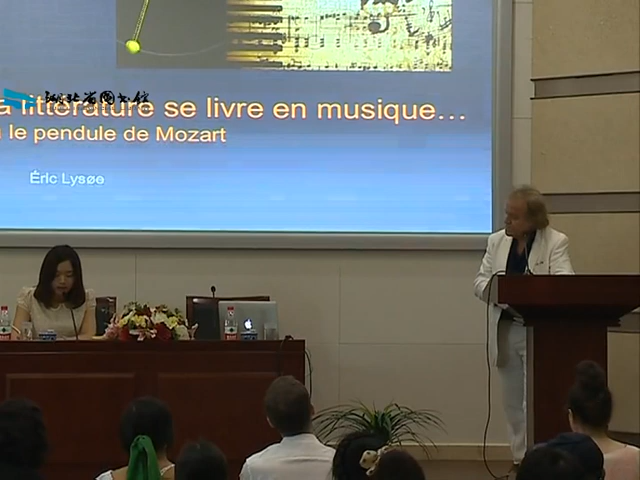 湖北省图书馆
a littérature se livre en musique…
le pendule de Mozart
Éric Lysøe